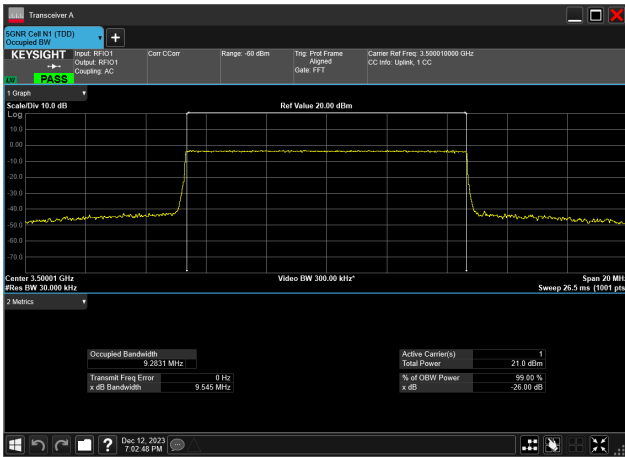 Transceiver A
5GNR Cell N1 (TDD)
Occupied BW
KEYSIGHT
LNI
PASS
Input: RFIO1
Output: RFIO1
Coupling: AC
Corr CCorr
Range: -60 dBm
Trig: Prot Frame
Aligned
Gate: FFT
Carrier Ref Freq: 3.500010000 GHz
CC Info: Uplink, 1 CC
1 Graph
Scale/Div 10.0 dB
Ref Value 20.00 dBm
Log
10.0
0.00
-10.0
-20.0
-30.0
-40.0
-50.0
-60.0
-70.0
Center 3.50001 GHz
Video BW 300.00 kHz*
Span 20 MHz
#Res BW 30.000 kHz
Sweep 26.5 ms (1001 pts
2 Metrics
Occupied Bandwidth
9.2831 MHz
Transmit Freq Error 0 Hz
x dB Bandwidth 9.545 MHz
Active Carrier(s) 1
Total Power 21.0 dBm
% of OBW Power 99.00 %
x dB -26.00 dB
?
Dec 12, 2023
7:02:48 PM